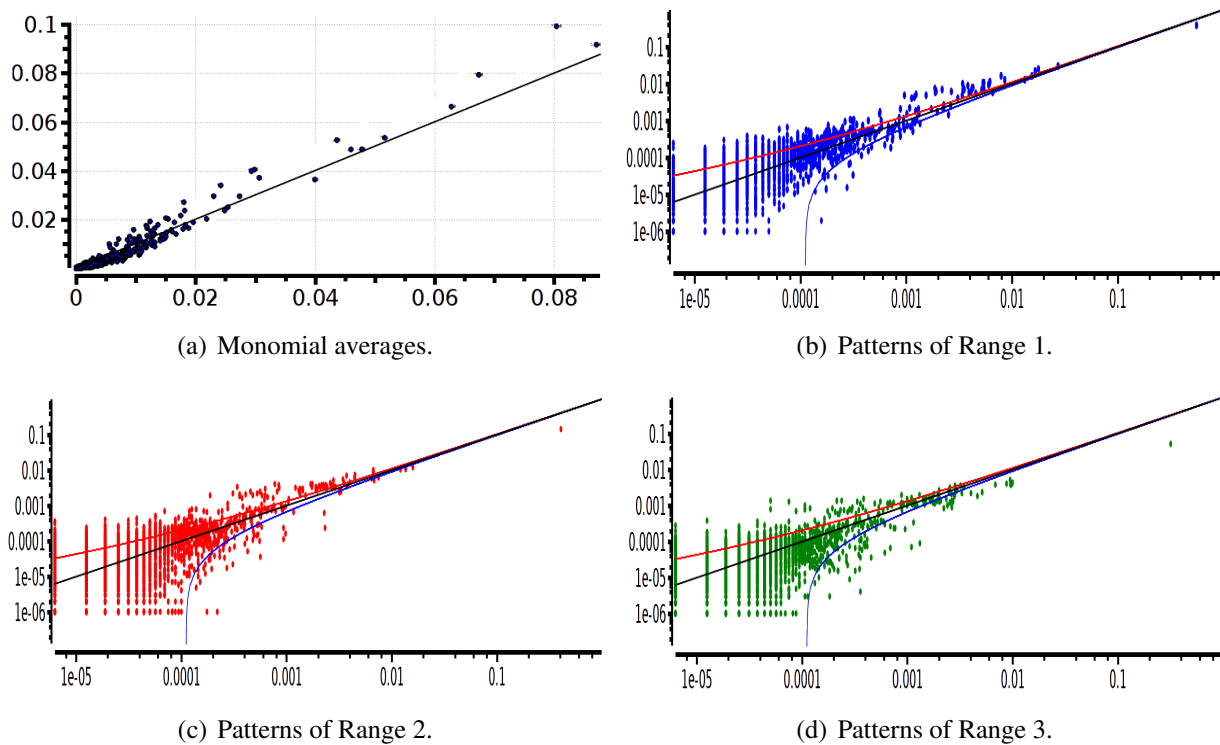 0.1
0.08
0.06
0.04
0.02
0 0.02 0.04 0.06 0.08
(a) Monomial averages.
0.1
0.01
0.001
0.0001
1e-05
1e-06
1e-05 0.0001 0.001 0.01 0.1
(b) Patterns of Range 1.
0.1
0.01
0.001
0.0001
1e-05
1e-06
1e-05 0.0001 0.001 0.01 0.1
(c) Patterns of Range 2.
0.1
0.01
0.001
0.0001
1e-05
1e-06
1e-05 0.0001 0.001 0.01 0.1
(d) Patterns of Range 3.